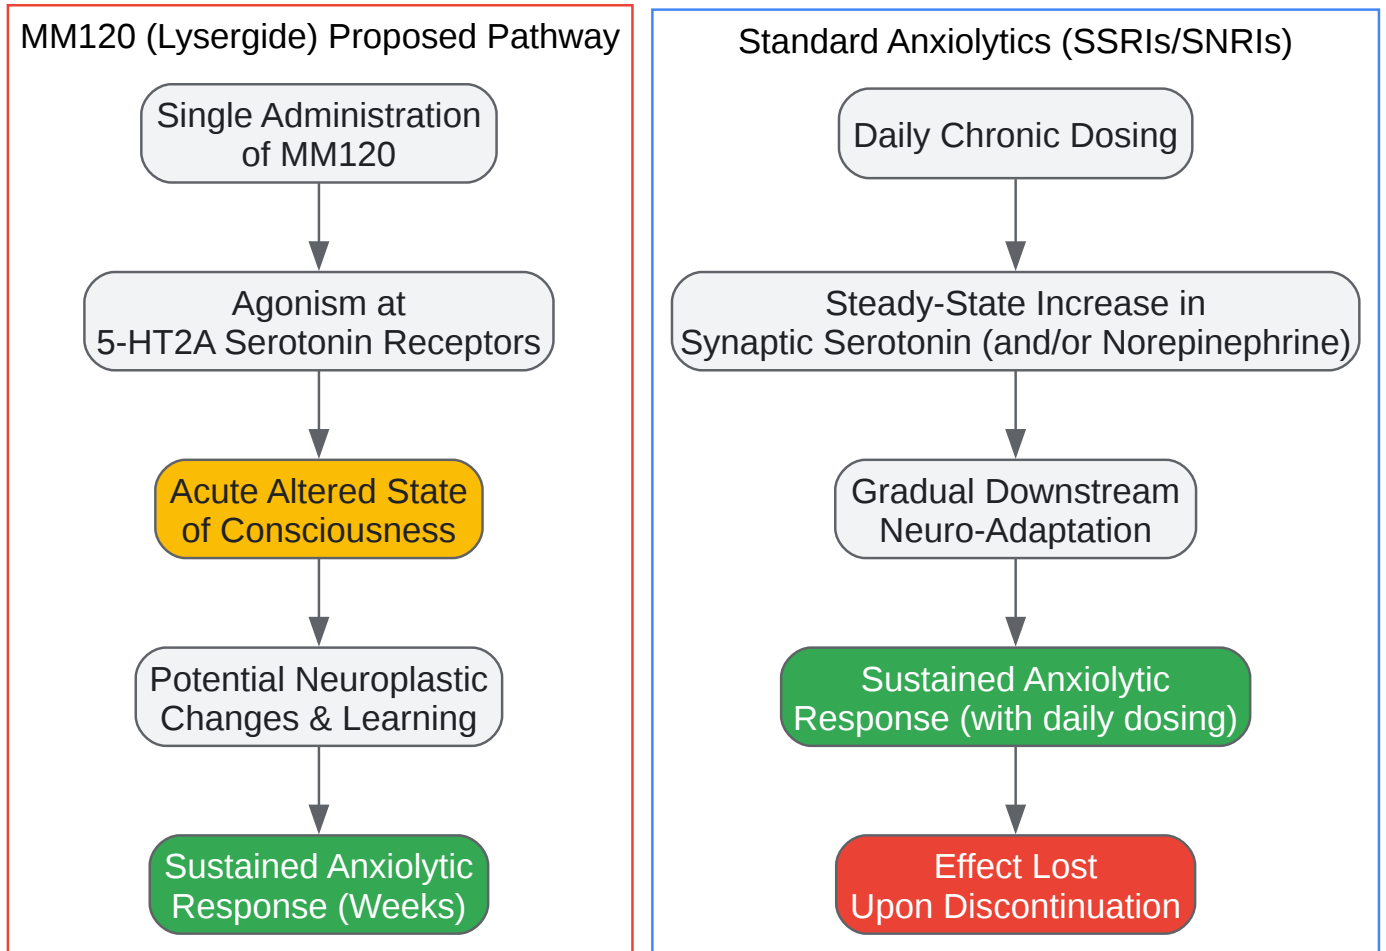 MM120 (Lysergide) Proposed Pathway
Single Administration
of MM120
Agonism at
5-HT2A Serotonin Receptors
Acute Altered State
of Consciousness
Potential Neuroplastic
Changes & Learning
Sustained Anxiolytic
Response (Weeks)
Standard Anxiolytics (SSRIs/SNRIs)
Daily Chronic Dosing
Steady-State Increase in
Synaptic Serotonin (and/or Norepinephrine)
Gradual Downstream
Neuro-Adaptation
Sustained Anxiolytic
Response (with daily dosing)
Effect Lost
Upon Discontinuation